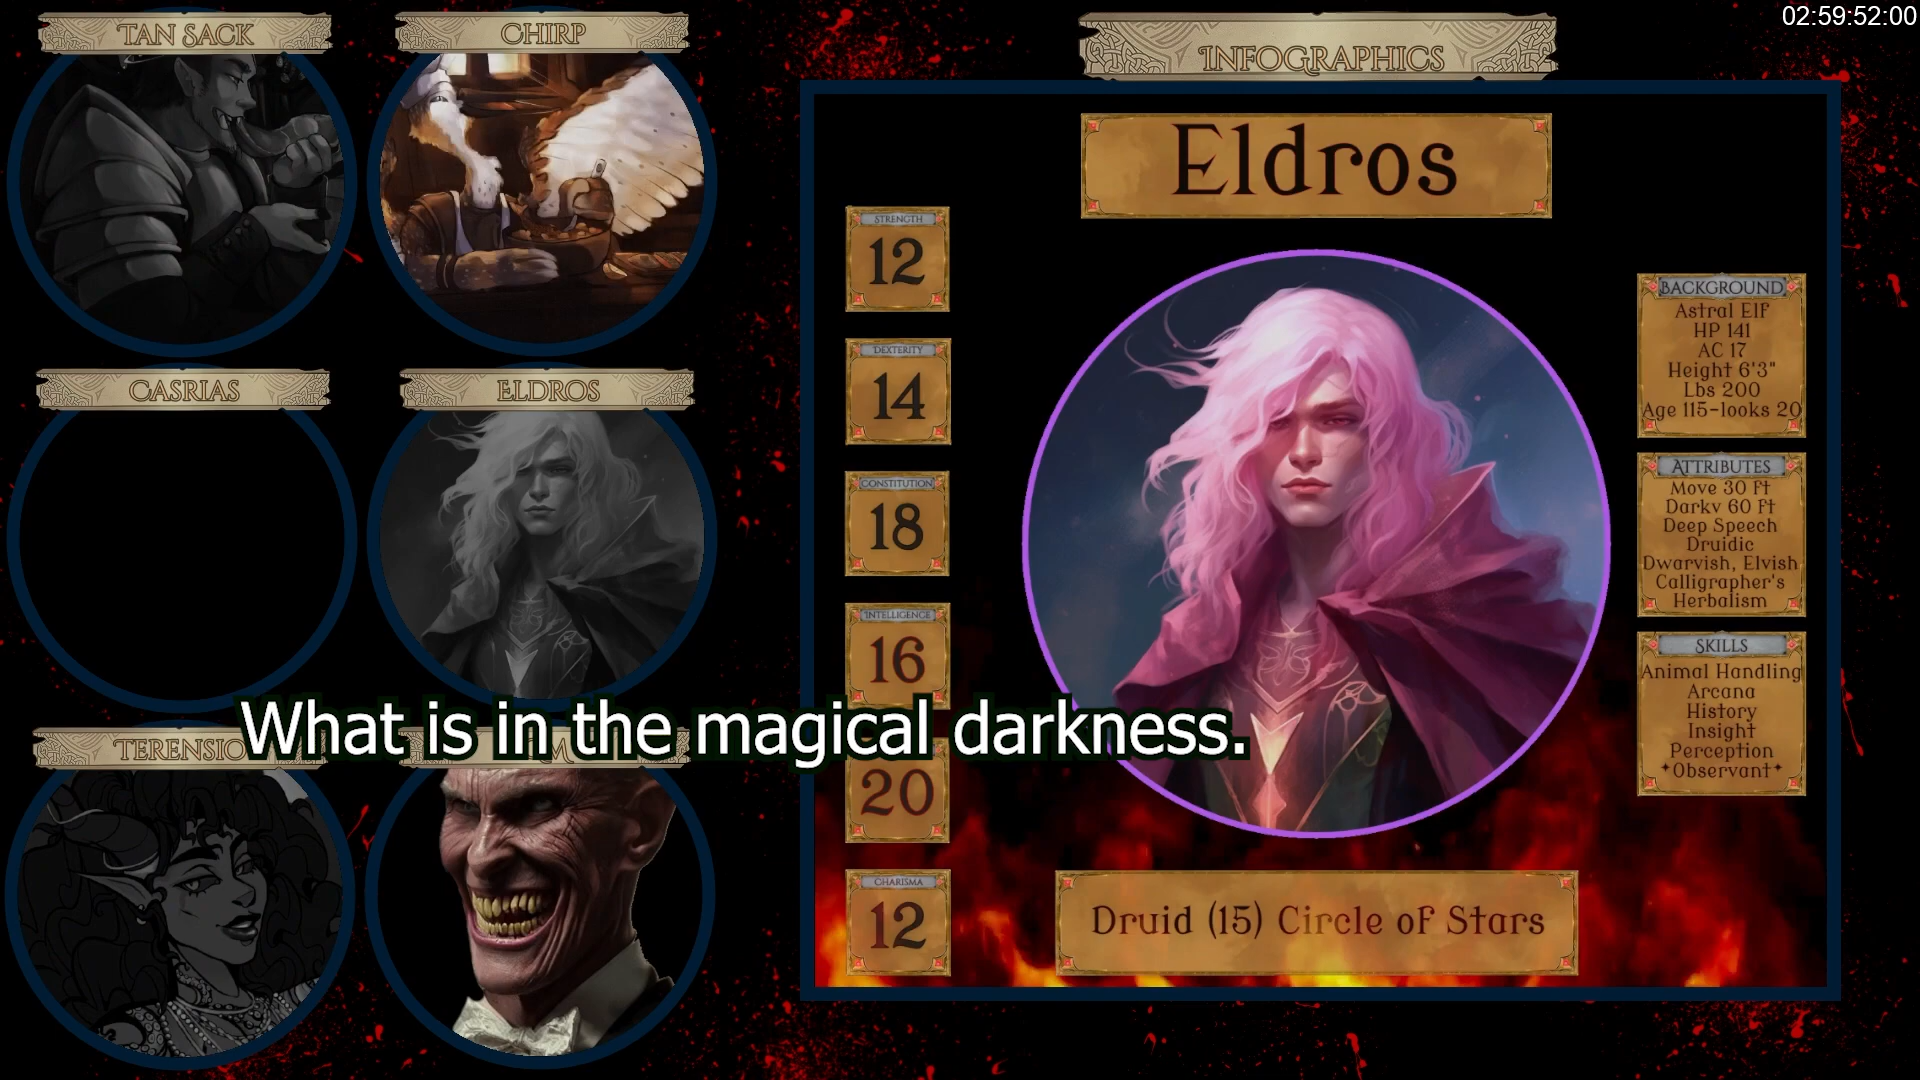 TAN SACK
CHIRP
INFOGRAPHICS
02:59:52:00
Eldros
STRENGTH
12
DEXTERITY
14
CONSTITUTION
18
INTELLIGENCE
16
20
CHARISMA
12
BACKGROUND
Astral Elf
HP 141
AC 17
Height 6'3"
Lbs 200
Age 115-looks 20
ATTRIBUTES
Move 30 ft
Darkv 60 ft
Deep Speech
Druidic
Dwarvish, Elvish
Calligrapher's
Herbalism
SKILLS
Animal Handling
Arcana
History
Insight
Perception
*Observant*
Druid (15) Circle of Stars
CASRIAS
ELDROS
What is in the magical darkness.